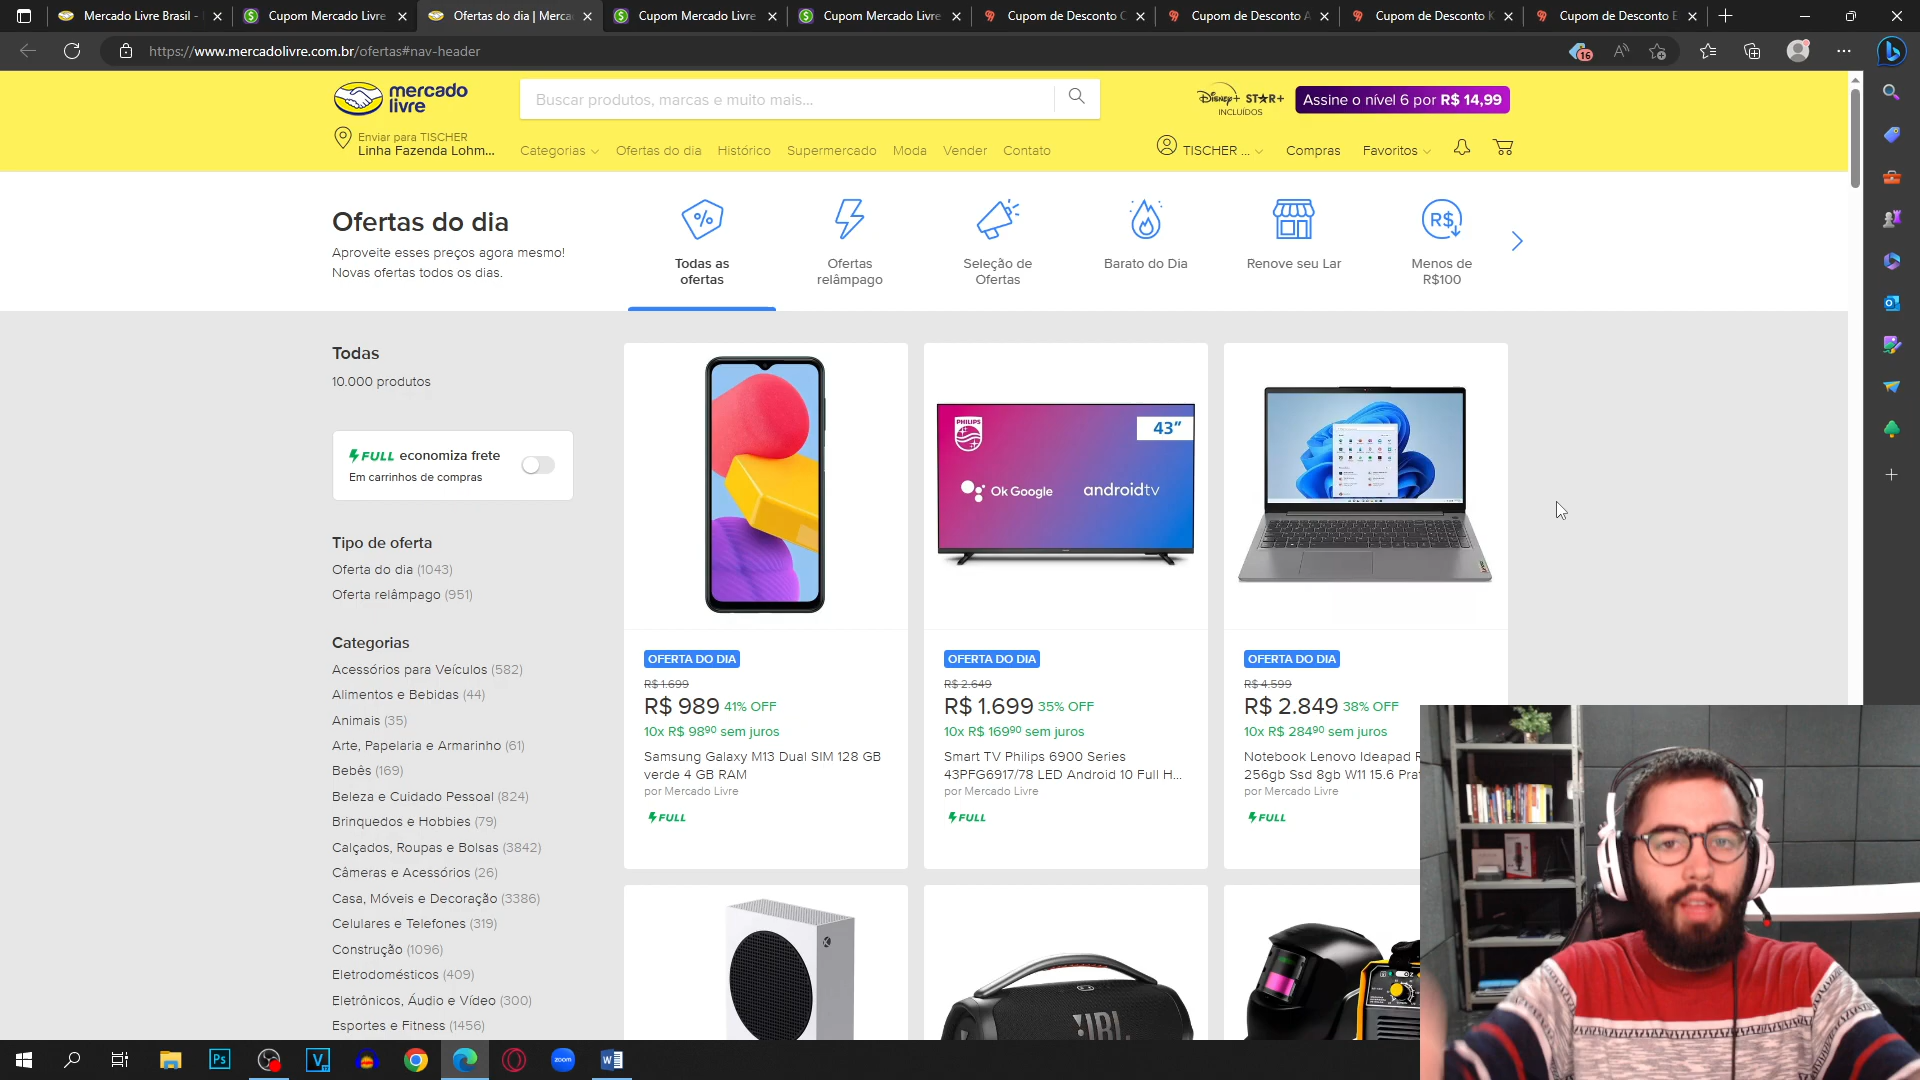 Mercado Livre Brasil -
Cupom Mercado Livre
Ofertas do dia | Merca
Cupom Mercado Livre
Cupom Mercado Livre
Cupom de Desconto C
Cupom de Desconto A
Cupom de Desconto K
Cupom de Desconto E
https://www.mercadolivre.com.br/ofertas#nav-header
16
mercado
livre
Buscar produtos, marcas e muito mais...
Disney+ STAR+
INCLUÍDOS
Assine o nível 6 por R$ 14,99
Enviar para TISCHER
Linha Fazenda Lohm...
Categorias
Ofertas do dia
Histórico
Supermercado
Moda
Vender
Contato
TISCHER ...
Compras
Favoritos
Ofertas do dia
Aproveite esses preços agora mesmo!
Novas ofertas todos os dias.
Todas as
ofertas
Ofertas
relâmpago
Seleção de
Ofertas
Barato do Dia
Renove seu Lar
R$
Menos de
R$100
Todas
10.000 produtos
FULL economiza frete
Em carrinhos de compras
Tipo de oferta
Oferta do dia (1043)
Oferta relâmpago (951)
Categorias
Acessórios para Veículos (582)
Alimentos e Bebidas (44)
Animais (35)
Arte, Papelaria e Armarinho (61)
Bebês (169)
Beleza e Cuidado Pessoal (824)
Brinquedos e Hobbies (79)
Calçados, Roupas e Bolsas (3842)
Câmeras e Acessórios (26)
Casa, Móveis e Decoração (3386)
Celulares e Telefones (319)
Construção (1096)
Eletrodomésticos (409)
Eletrônicos, Áudio e Vídeo (300)
Esportes e Fitness (1456)
OFERTA DO DIA
R$ 1.699
R$ 989 41% OFF
10x R$ 9890 sem juros
Samsung Galaxy M13 Dual SIM 128 GB
verde 4 GB RAM
por Mercado Livre
FULL
PHILIPS
43”
Ok Google
androidtv
OFERTA DO DIA
R$ 2.649
R$ 1.699 35% OFF
10x R$ 16990 sem juros
Smart TV Philips 6900 Series
43PFG6917/78 LED Android 10 Full H...
por Mercado Livre
FULL
OFERTA DO DIA
R$ 4.599
R$ 2.849 38% OFF
10x R$ 28490 sem juros
Notebook Lenovo Ideapad
256gb Ssd 8gb W11 15.6 Pra
por Mercado Livre
FULL
JBL
Ps
V
zoom